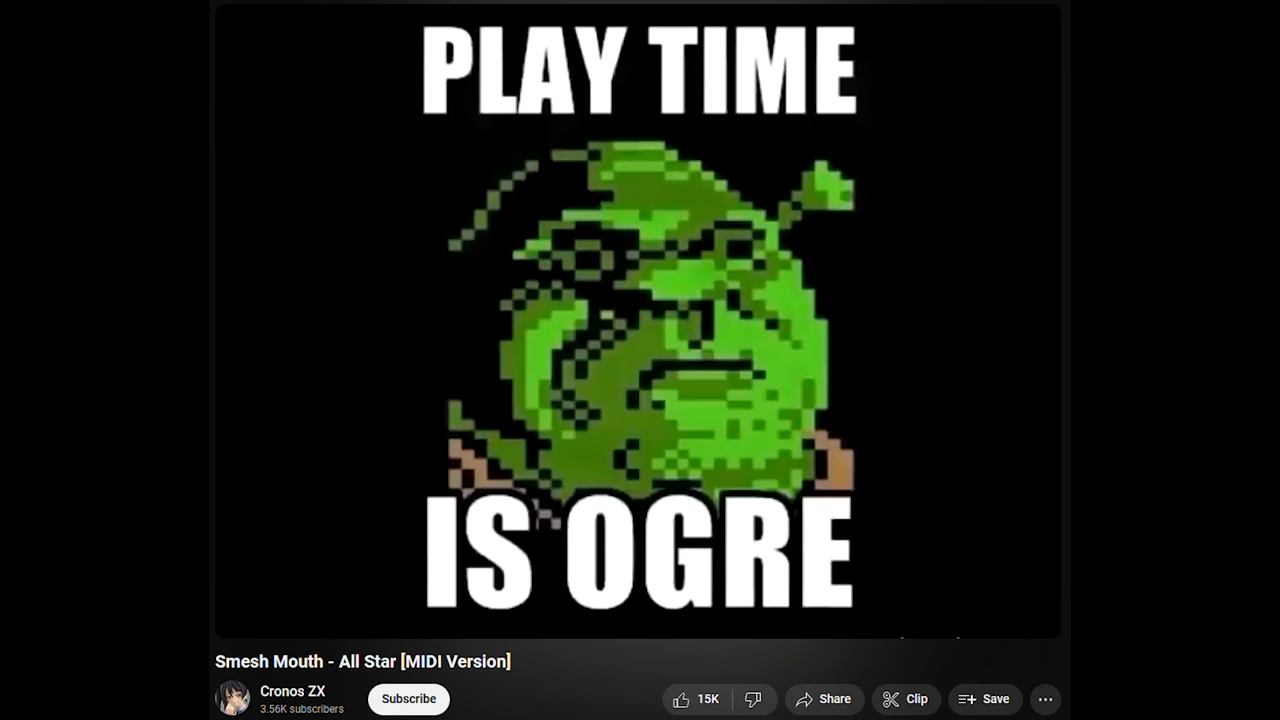 PLAY TIME
IS OGRE
Smesh Mouth - All Star [MIDI Version]
Cronos ZX
3.56K subscribers
Subscribe
15K
Share
Clip
Save